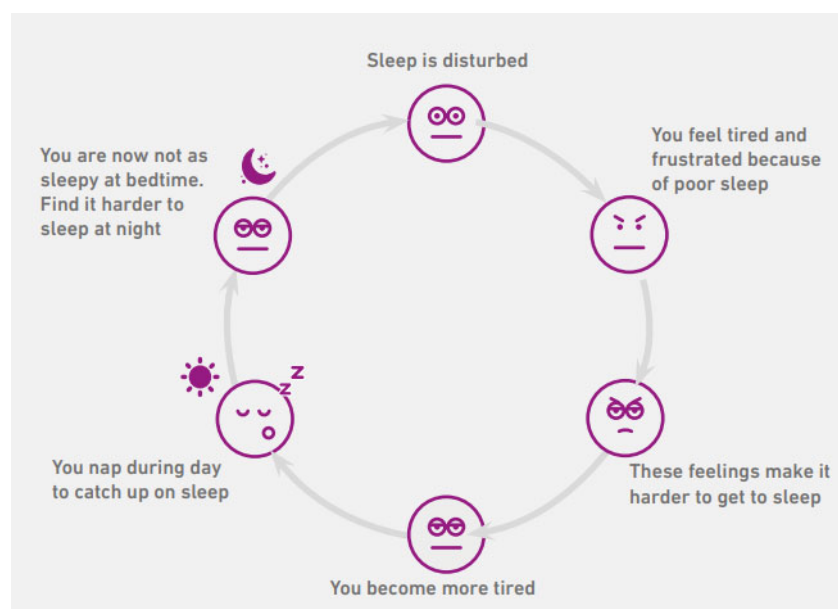 Sleep is disturbed
You feel tired and
frustrated because
of poor sleep
These feelings make it
harder to get to sleep
You become more tired
You nap during day
to catch up on sleep
z
z
You are now not as
sleepy at bedtime.
Find it harder to
sleep at night